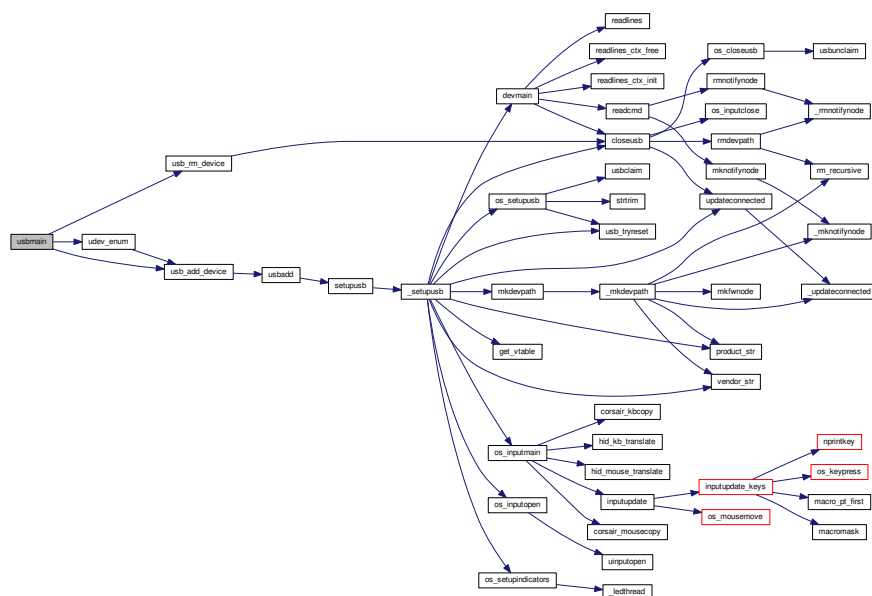 usbmain
usb_rm_device
udev_enum
usb_add_device
usbadd
setupusb
_setupusb
devmain
os_setupusb
mkdevpath
get_vtable
os_inputmain
os_inputopen
os_setupindicators
readlines
readlines_ctx_free
readlines_ctx_init
readcmd
closeusb
usbclaim
strtrim
usb_tryreset
_mkdevpath
corsair_kbcopy
hid_kb_translate
hid_mouse_translate
inputupdate
corsair_mousecopy
uinputopen
_ledthread
os_closeusb
rmnotifynode
os_inputclose
rmdevpath
mknotifynode
updateconnected
mkfwnode
product_str
vendor_str
inputupdate_keys
os_mousemove
usbunclaim
_rmnotifynode
rm_recursive
_mknotifynode
_updateconnected
nprintkey
os_keypress
macro_pt_first
macromask